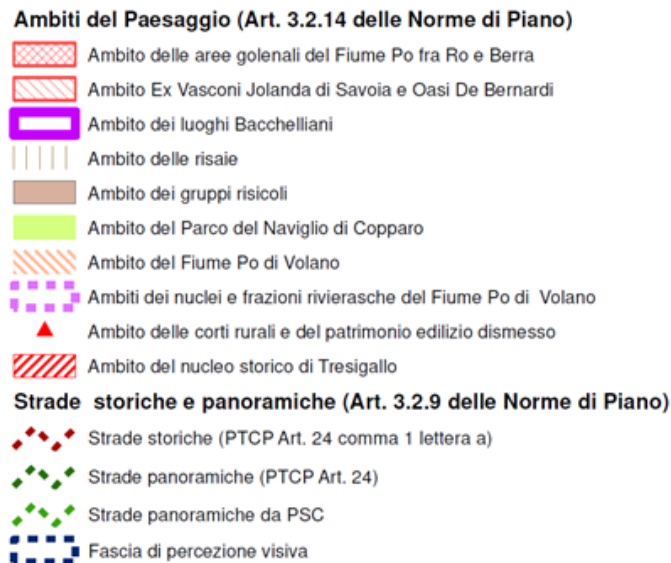 Ambiti del Paesaggio (Art. 3.2.14 delle Norme di Piano)
Ambito delle aree golenali del Fiume Po fra Ro e Berra
Ambito Ex Vasconi Jolanda di Savoia e Oasi De Bernardi
Ambito dei luoghi Bacchelliani
Ambito delle risaie
Ambito dei gruppi risicoli
Ambito del Parco del Naviglio di Copparo
Ambito del Fiume Po di Volano
Ambiti dei nuclei e frazioni rivierasche del Fiume Po di Volano
Ambito delle corti rurali e del patrimonio edilizio dismesso
Ambito del nucleo storico di Tresigallo
Strade storiche e panoramiche (Art. 3.2.9 delle Norme di Piano)
Strade storiche (PTCP Art. 24 comma 1 lettera a)
Strade panoramiche (PTCP Art. 24)
Strade panoramiche da PSC
Fascia di percezione visiva